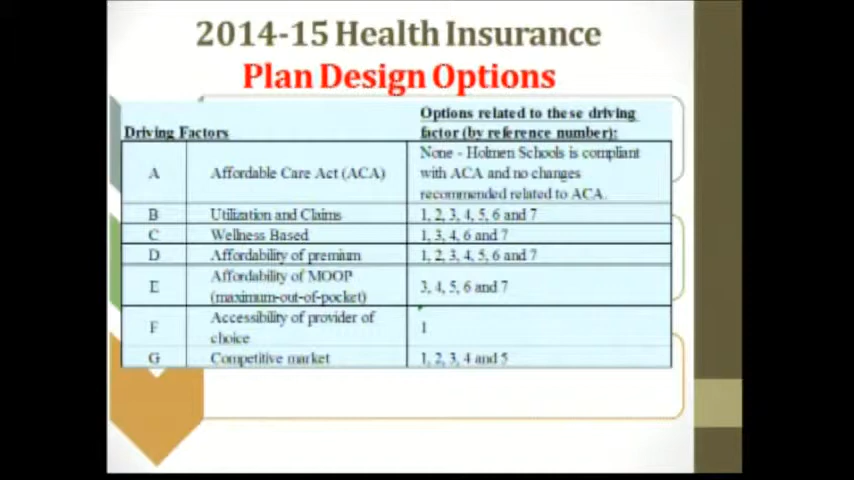 2014-15 Health Insurance
Plan Design Options
Driving Factors
Options related to these driving
factor (by reference number):
A
Affordable Care Act (ACA)
None - Holmen Schools is compliant
with ACA and no changes
recommended related to ACA.
B
Utilization and Claims
1, 2, 3, 4, 5, 6 and 7
C
Wellness Based
1, 3, 4, 6 and 7
D
Affordability of premium
1, 2, 3, 4, 5, 6 and 7
E
Affordability of MOOP
(maximum-out-of-pocket)
3, 4, 5, 6 and 7
F
Accessibility of provider of
choice
1
G
Competitive market
1, 2, 3, 4 and 5